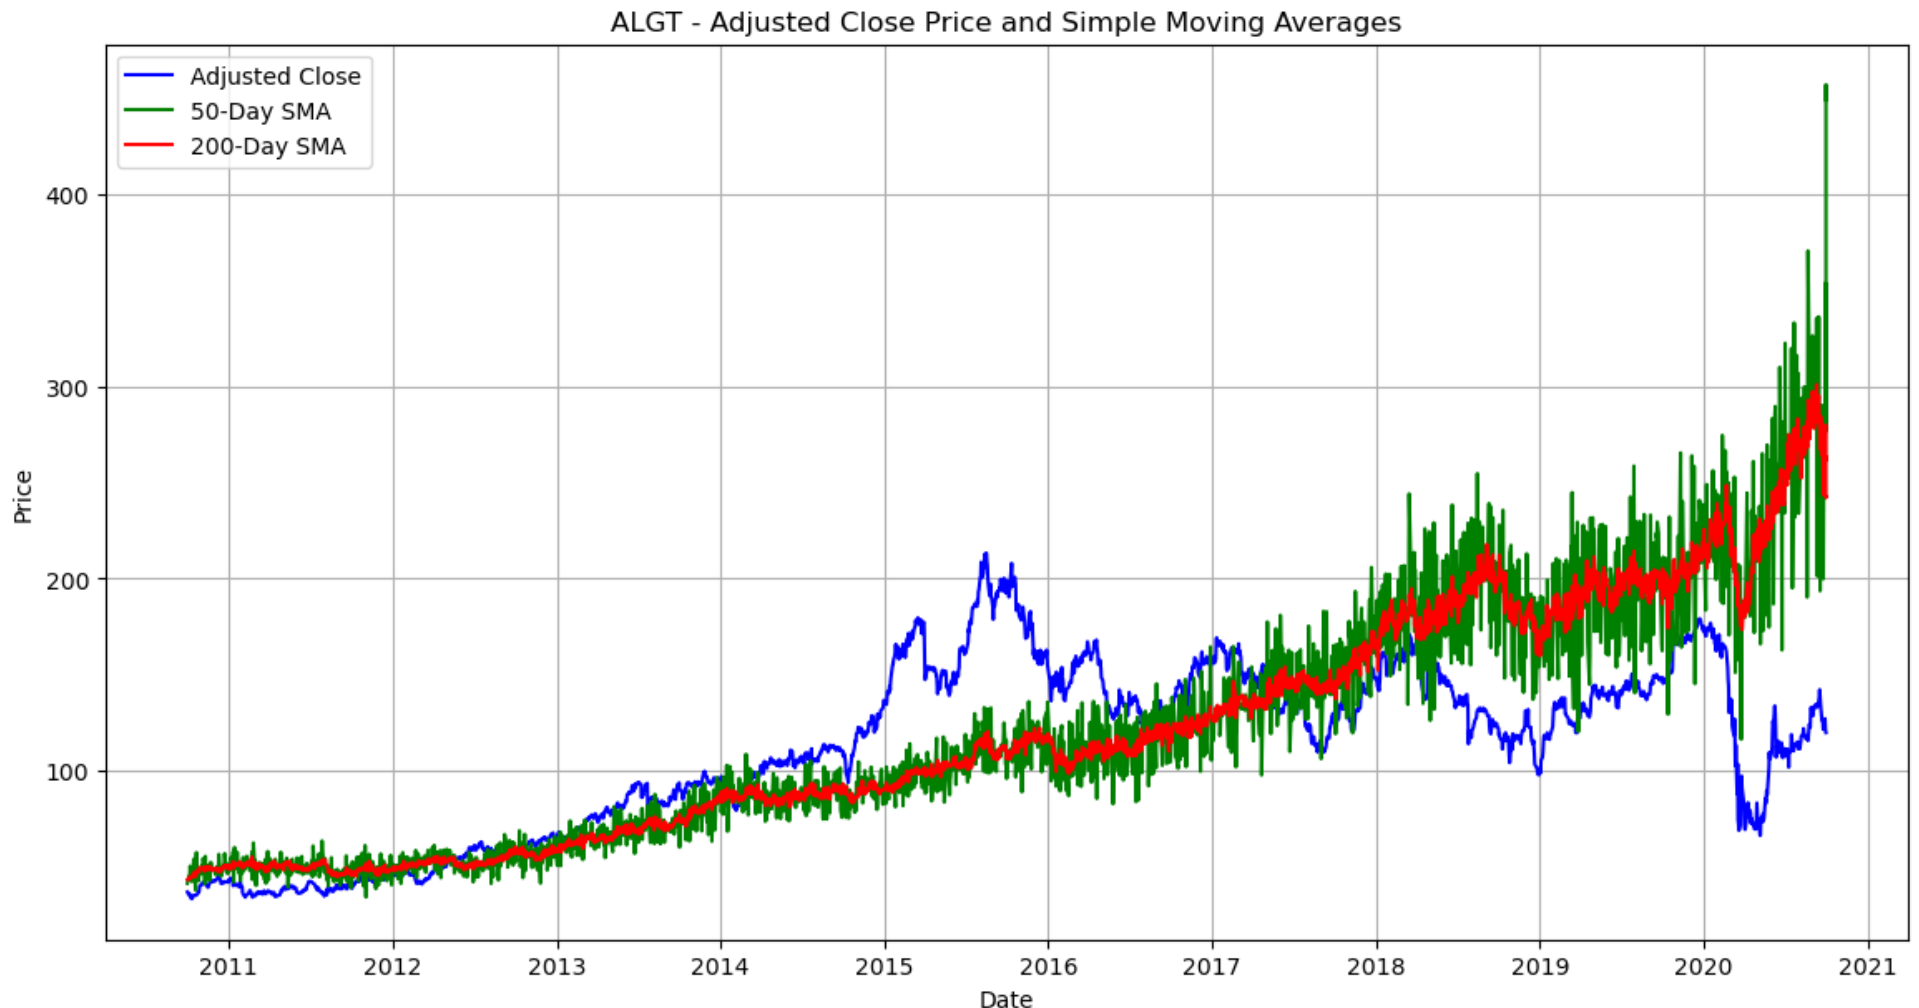 ALGT - Adjusted Close Price and Simple Moving Averages
Adjusted Close
50-Day SMA
200-Day SMA
400
300
200
100
Price
2011 2012 2013 2014 2015 2016 2017 2018 2019 2020 2021
Date